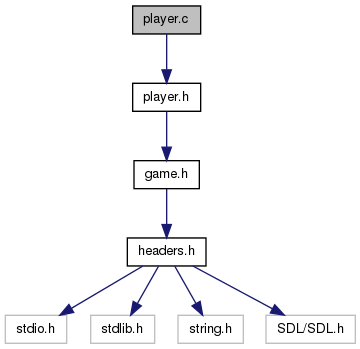 player.c
player.h
game.h
headers.h
stdio.h
stdlib.h
string.h
SDL/SDL.h